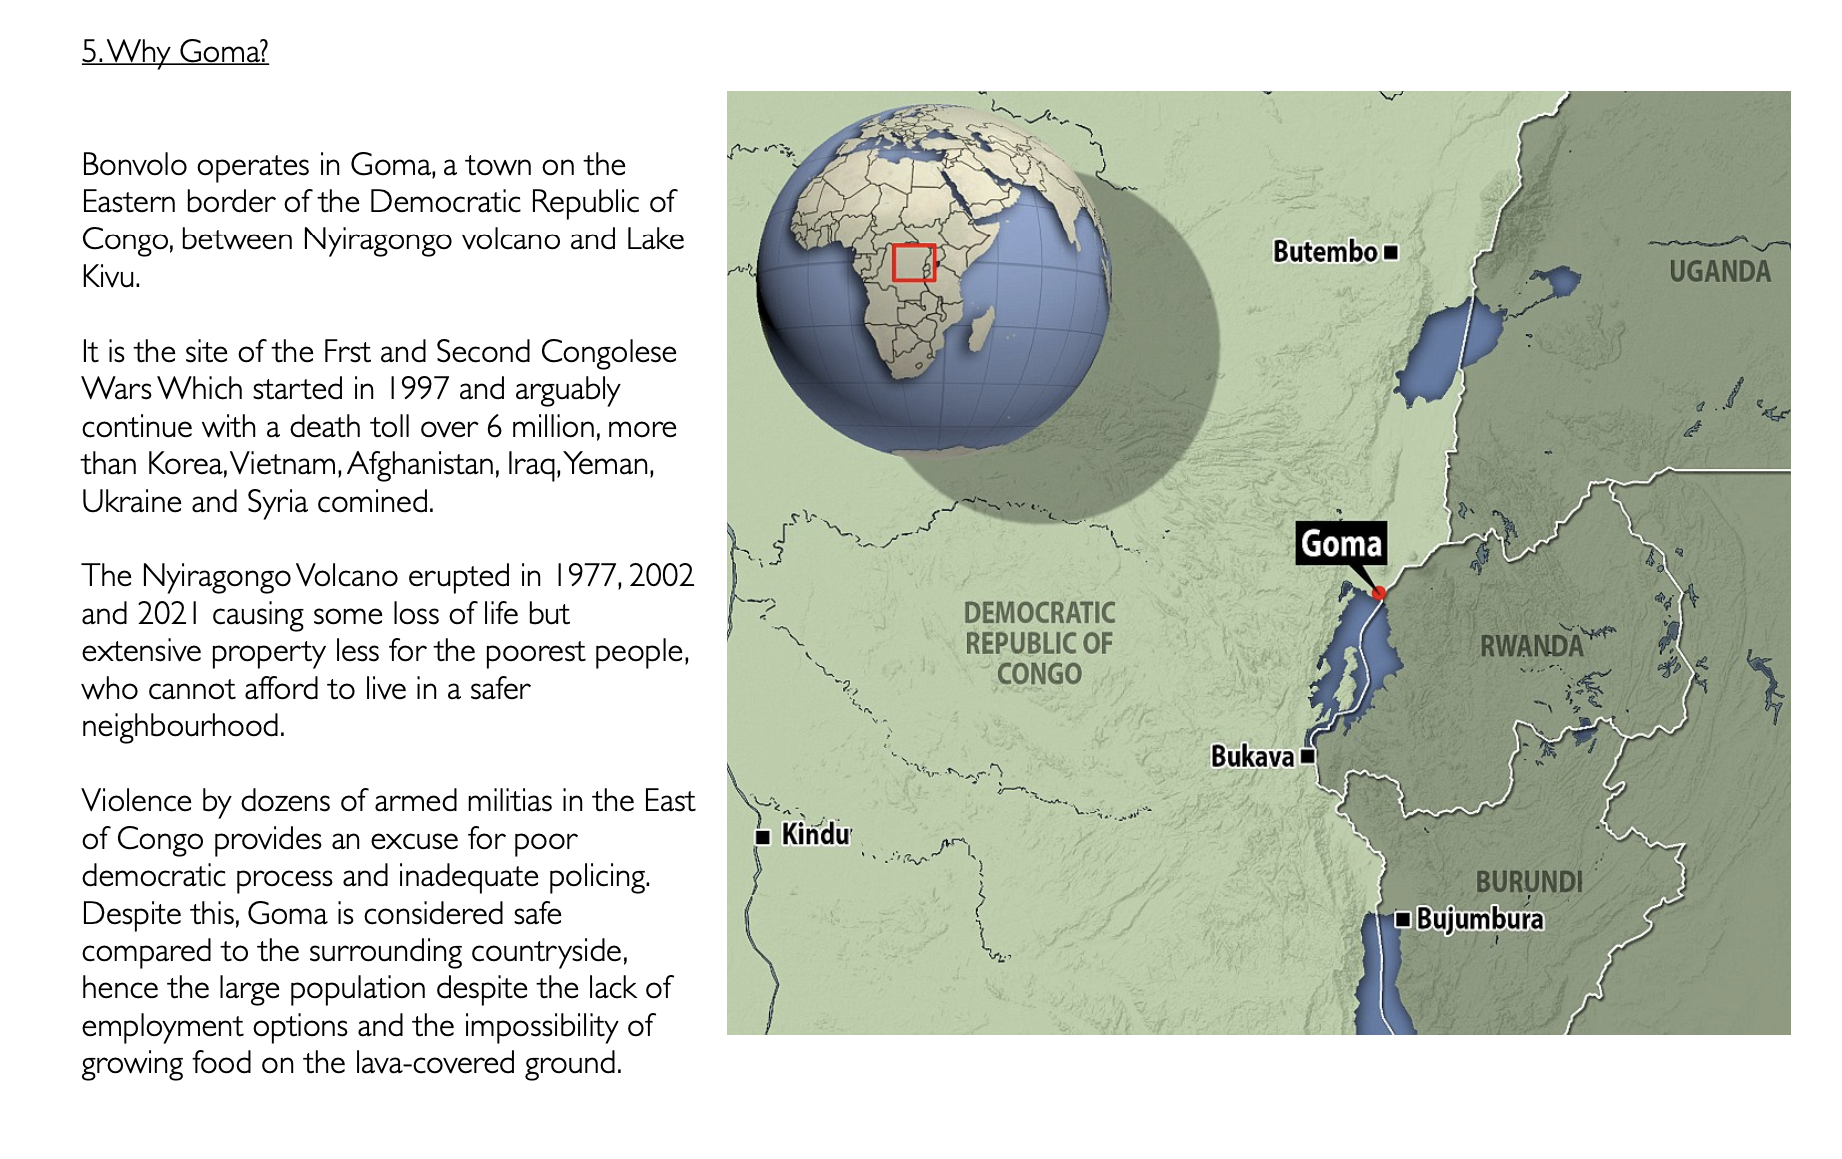 5. Why Goma?
Bonvolo operates in Goma, a town on the
Eastern border of the Democratic Republic of
Congo, between Nyiragongo volcano and Lake
Kivu.
It is the site of the Frst and Second Congolese
Wars Which started in 1997 and arguably
continue with a death toll over 6 million, more
than Korea, Vietnam, Afghanistan, Iraq, Yeman,
Ukraine and Syria comined.
The Nyiragongo Volcano erupted in 1977, 2002
and 2021 causing some loss of life but
extensive property less for the poorest people,
who cannot afford to live in a safer
neighbourhood.
Violence by dozens of armed militias in the East
of Congo provides an excuse for poor
democratic process and inadequate policing.
Despite this, Goma is considered safe
compared to the surrounding countryside,
hence the large population despite the lack of
employment options and the impossibility of
growing food on the lava-covered ground.
Butembo
UGANDA
Goma
DEMOCRATIC
REPUBLIC OF
CONGO
RWANDA
Bukava
Kindu
BURUNDI
Bujumbura